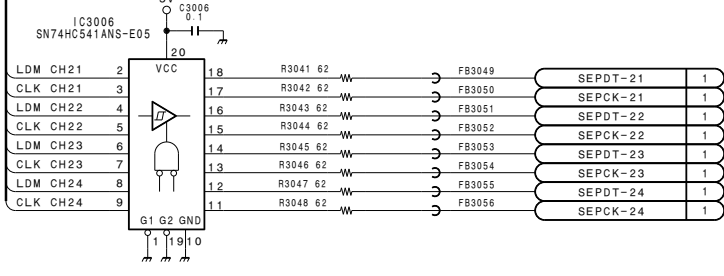 5V
C3006
0.1
IC3006
SN74HC541ANS-E05
20
VCC
LDM CH21 2 18 R3041 62 FB3049 SEPDT-21 1
CLK CH21 3 17 R3042 62 FB3050 SEPCK-21 1
LDM CH22 4 16 R3043 62 FB3051 SEPDT-22 1
CLK CH22 5 15 R3044 62 FB3052 SEPCK-22 1
LDM CH23 6 14 R3045 62 FB3053 SEPDT-23 1
CLK CH23 7 13 R3046 62 FB3054 SEPCK-23 1
LDM CH24 8 12 R3047 62 FB3055 SEPDT-24 1
CLK CH24 9 11 R3048 62 FB3056 SEPCK-24 1
G1 G2 GND
1 19 10